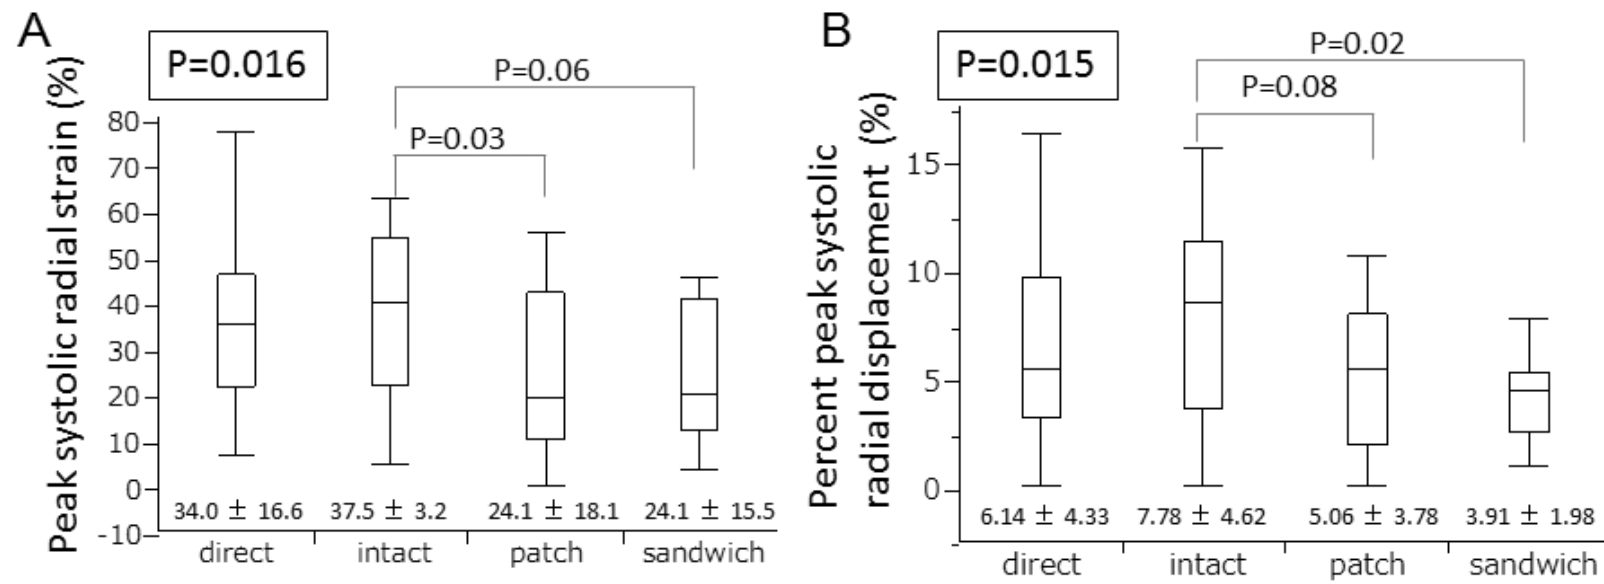 A
P=0.016
P=0.06
P=0.03
Peak systolic radial strain (%)
80
70
60
50
40
30
20
10
0
-10
34.0 ± 16.6 37.5 ± 3.2 24.1 ± 18.1 24.1 ± 15.5
direct intact patch sandwich
B
P=0.015
P=0.02
P=0.08
Percent peak systolic
radial displacement (%)
15
10
5
0
6.14 ± 4.33 7.78 ± 4.62 5.06 ± 3.78 3.91 ± 1.98
direct intact patch sandwich